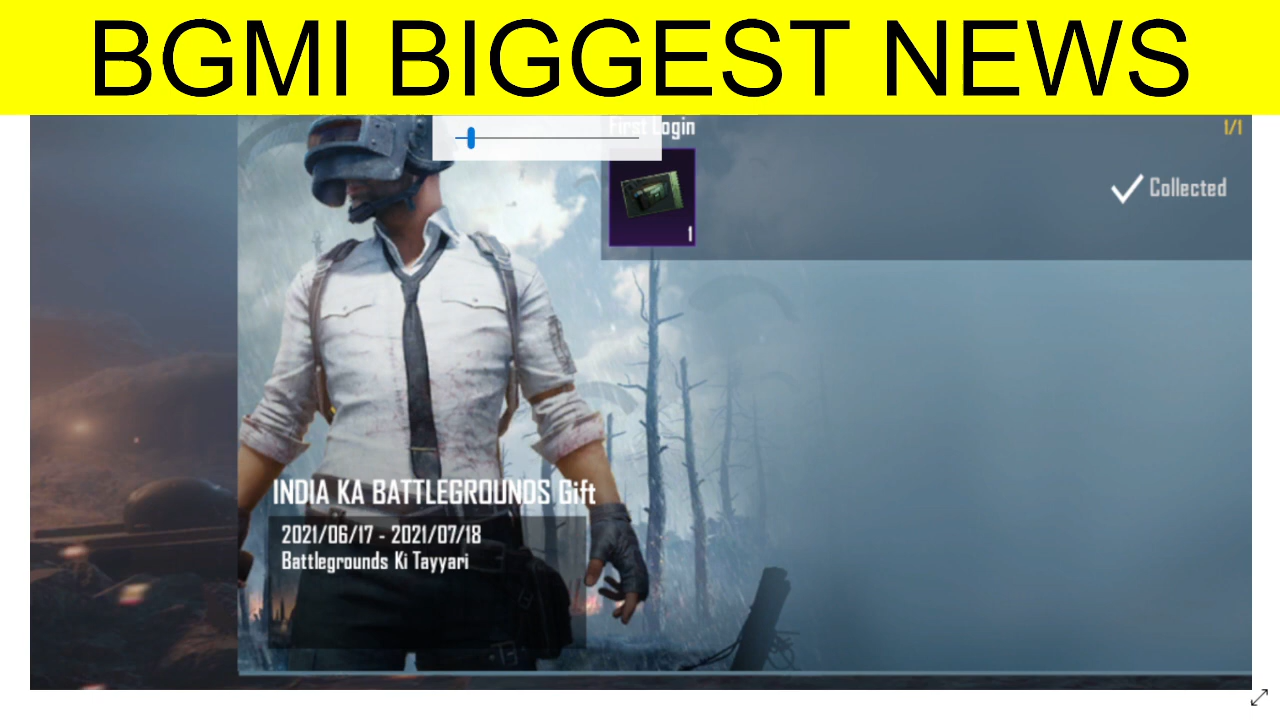 BGMI BIGGEST NEWS
First Login
1/1
Collected
1
INDIA KA BATTLEGROUNDS Gift
2021/06/17 - 2021/07/18
Battlegrounds Ki Tayyari